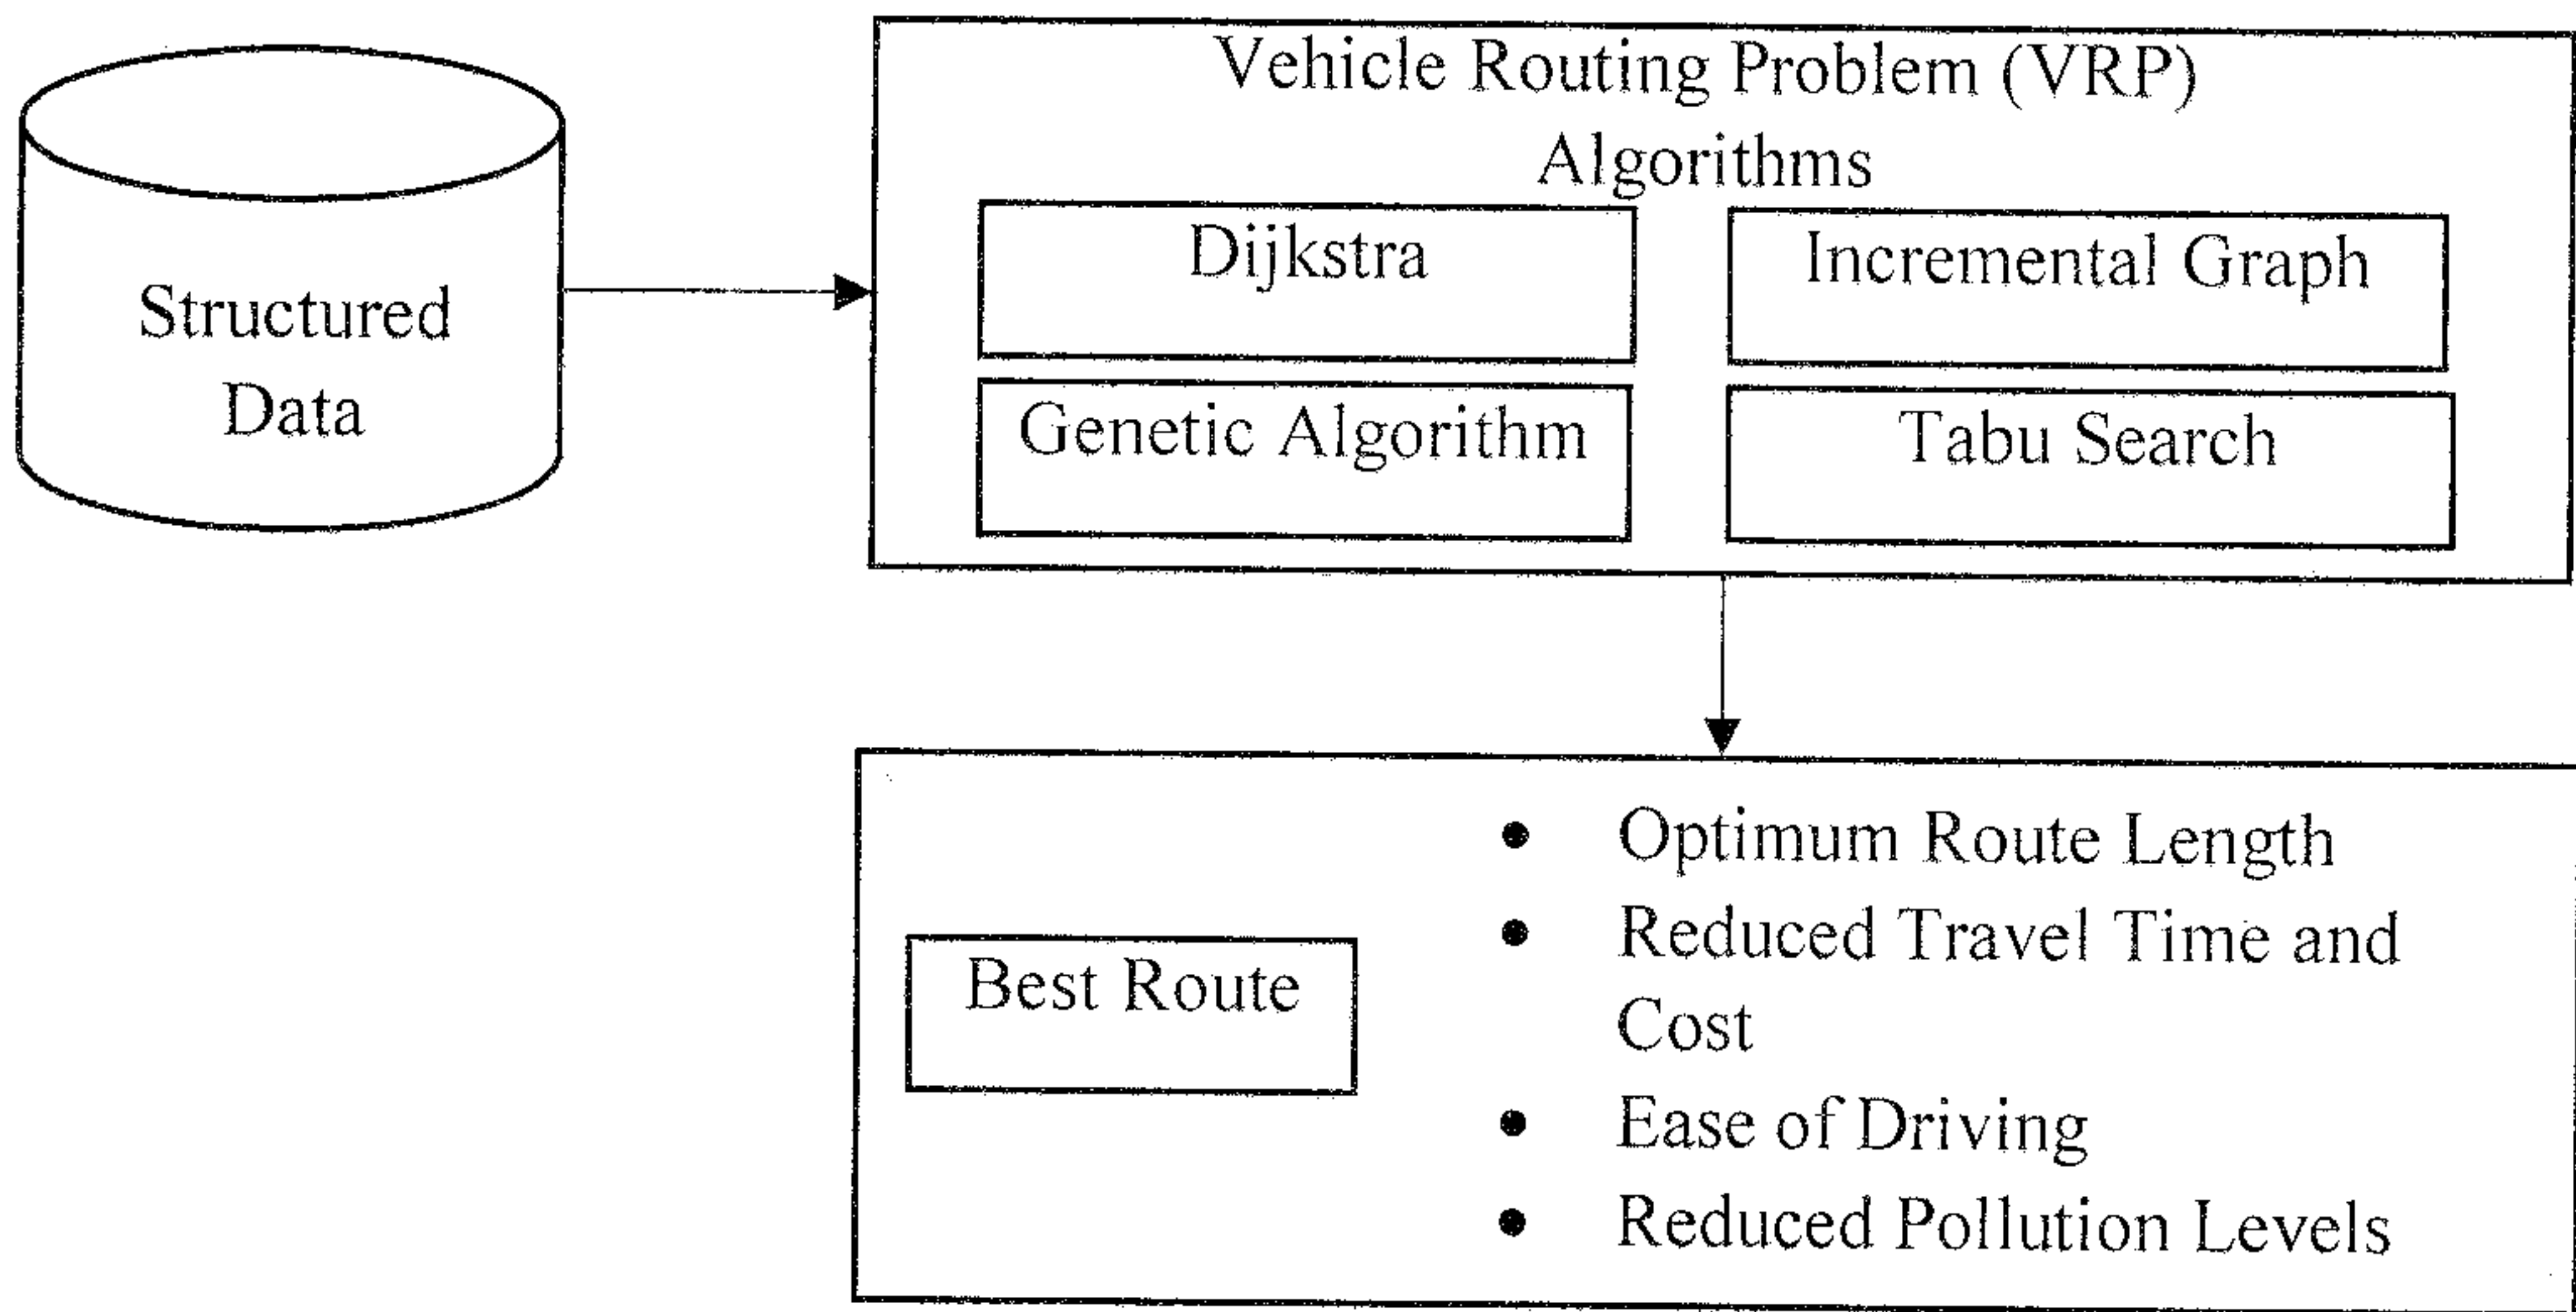 Structured
Data
Vehicle Routing Problem (VRP)
Algorithms
Dijkstra
Incremental Graph
Genetic Algorithm
Tabu Search
Best Route
• Optimum Route Length
• Reduced Travel Time and
Cost
• Ease of Driving
• Reduced Pollution Levels